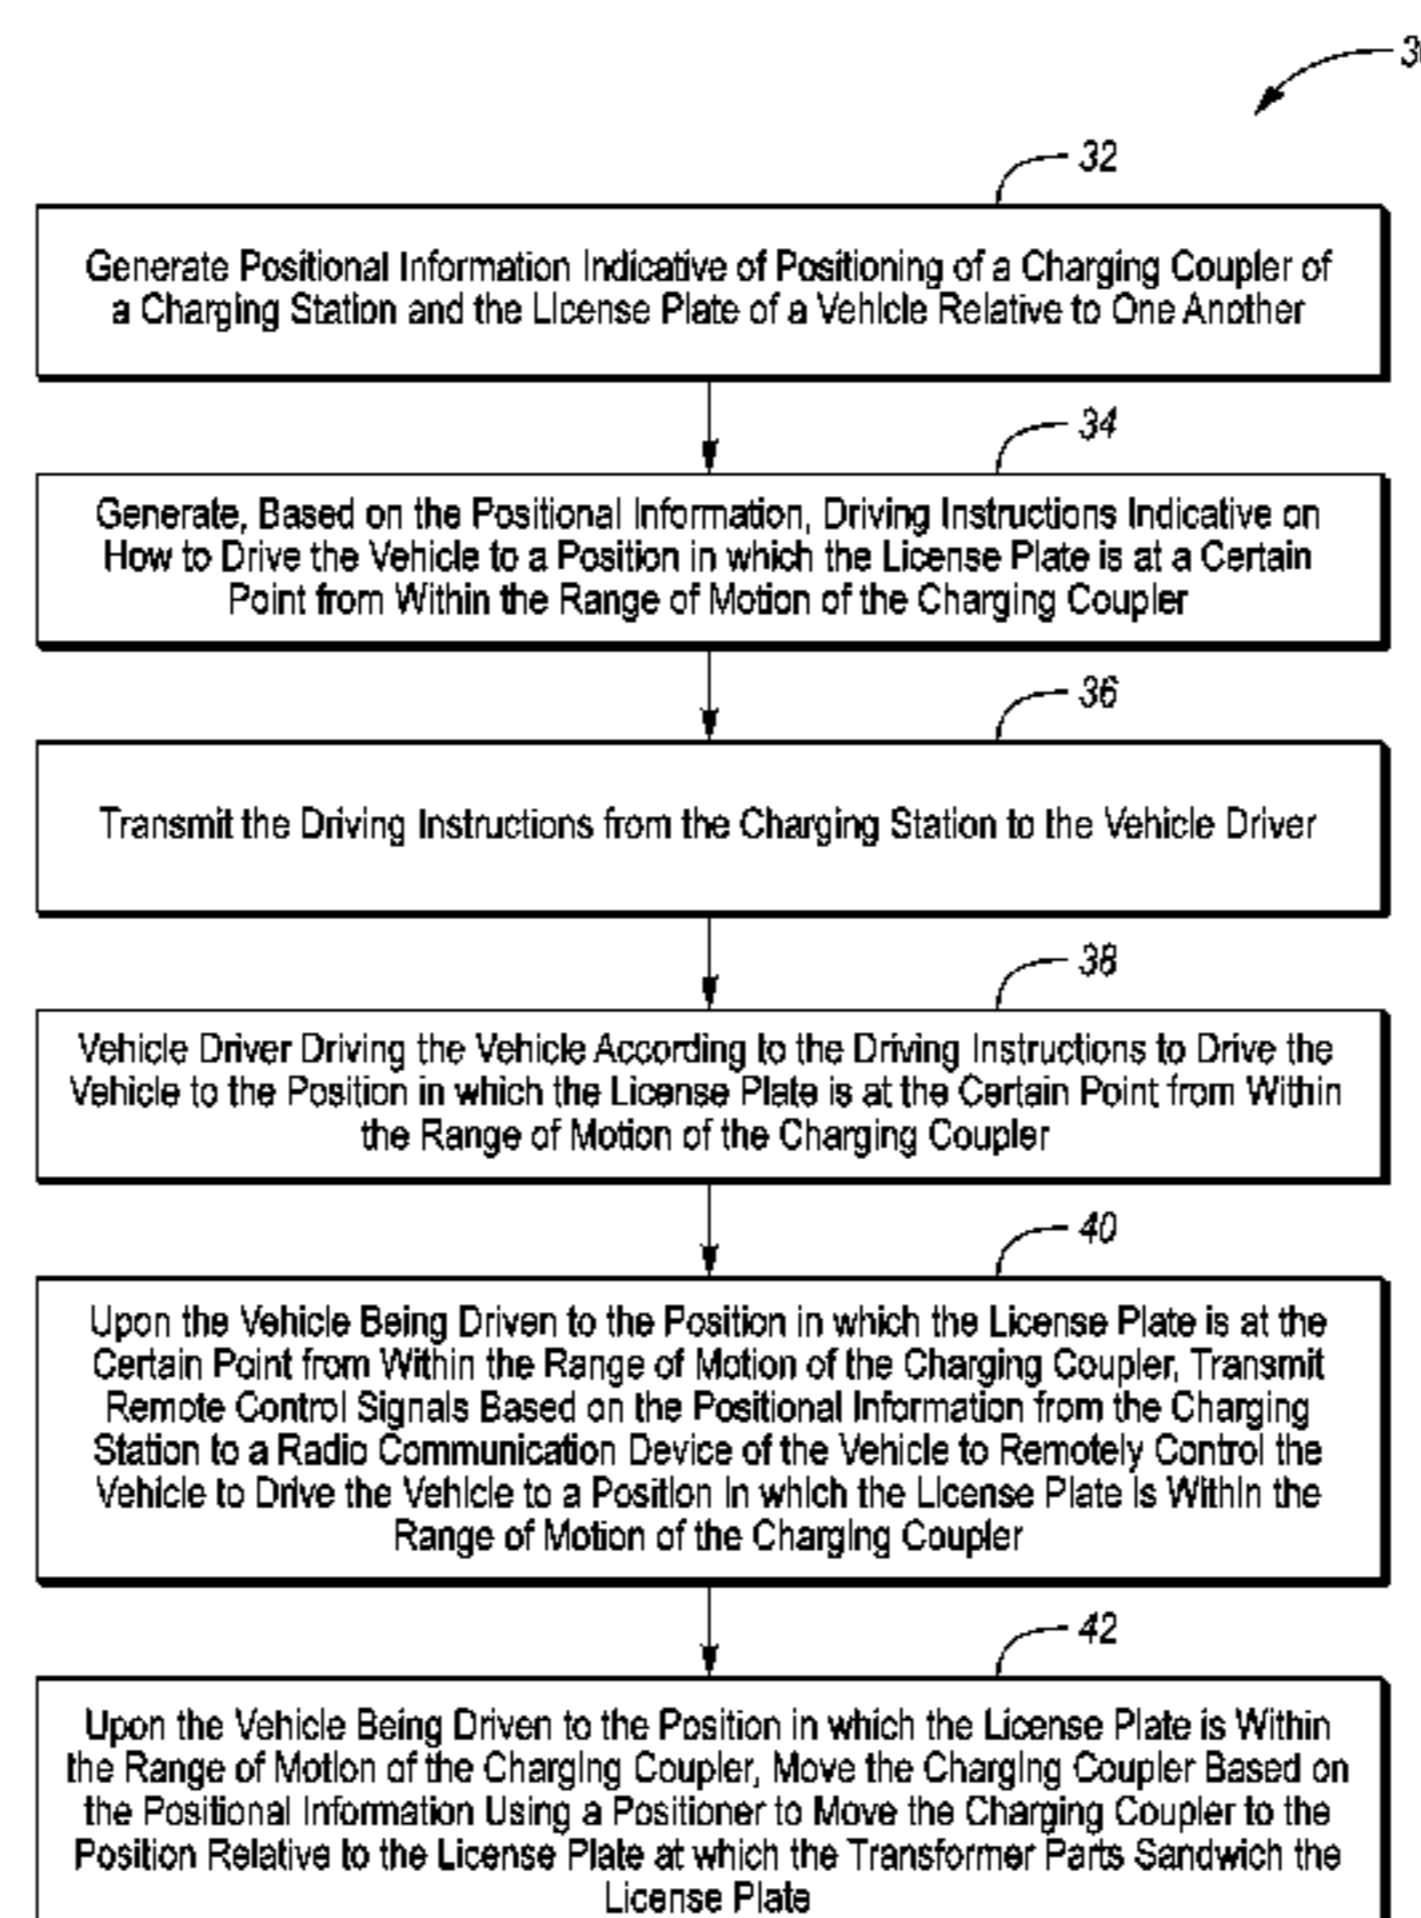 32
Generate Positional Information Indicative of Positioning of a Charging Coupler of
a Charging Station and the License Plate of a Vehicle Relative to One Another
34
Generate, Based on the Positional Information, Driving Instructions Indicative on
How to Drive the Vehicle to a Position in which the License Plate is at a Certain
Point from Within the Range of Motion of the Charging Coupler
36
Transmit the Driving Instructions from the Charging Station to the Vehicle Driver
38
Vehicle Driver Driving the Vehicle According to the Driving Instructions to Drive the
Vehicle to the Position in which the License Plate is at the Certain Point from Within
the Range of Motion of the Charging Coupler
40
Upon the Vehicle Being Driven to the Position in which the License Plate is at the
Certain Point from Within the Range of Motion of the Charging Coupler, Transmit
Remote Control Signals Based on the Positional Information from the Charging
Station to a Radio Communication Device of the Vehicle to Remotely Control the
Vehicle to Drive the Vehicle to a Position in which the License Plate is Within the
Range of Motion of the Charging Coupler
42
Upon the Vehicle Being Driven to the Position in which the License Plate is Within
the Range of Motion of the Charging Coupler, Move the Charging Coupler Based on
the Positional Information Using a Positioner to Move the Charging Coupler to the
Position Relative to the License Plate at which the Transformer Parts Sandwich the
License Plate